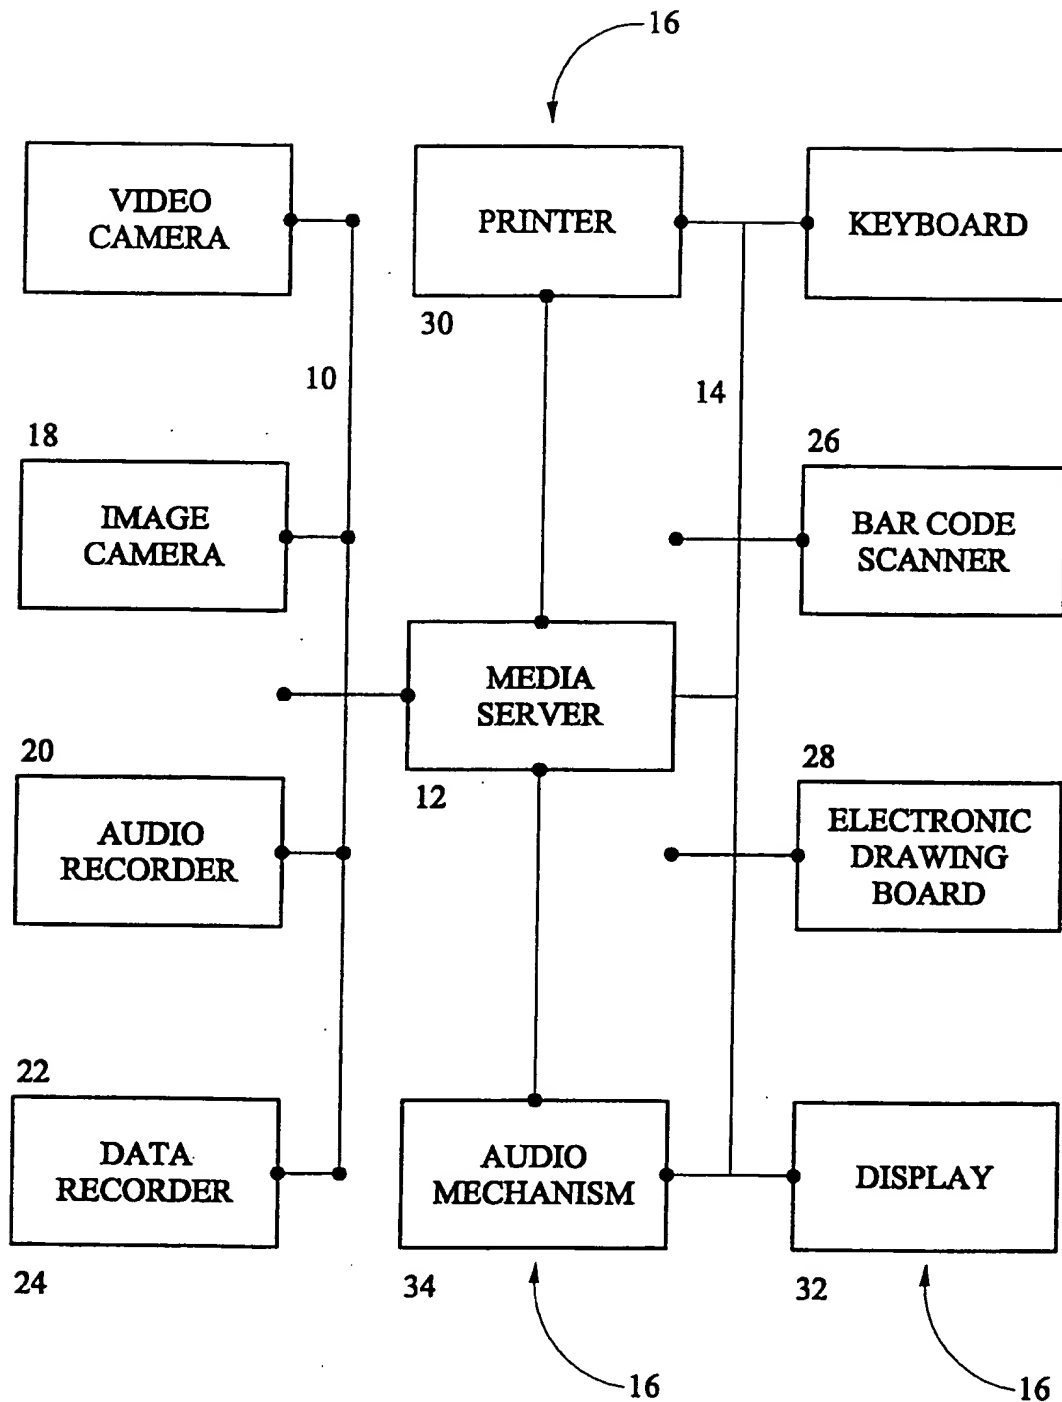 16
VIDEO
CAMERA
PRINTER
KEYBOARD
30
10
14
18
26
IMAGE
CAMERA
BAR CODE
SCANNER
MEDIA
SERVER
20
12
28
AUDIO
RECORDER
ELECTRONIC
DRAWING
BOARD
22
DATA
RECORDER
AUDIO
MECHANISM
DISPLAY
24
34
32
16
16